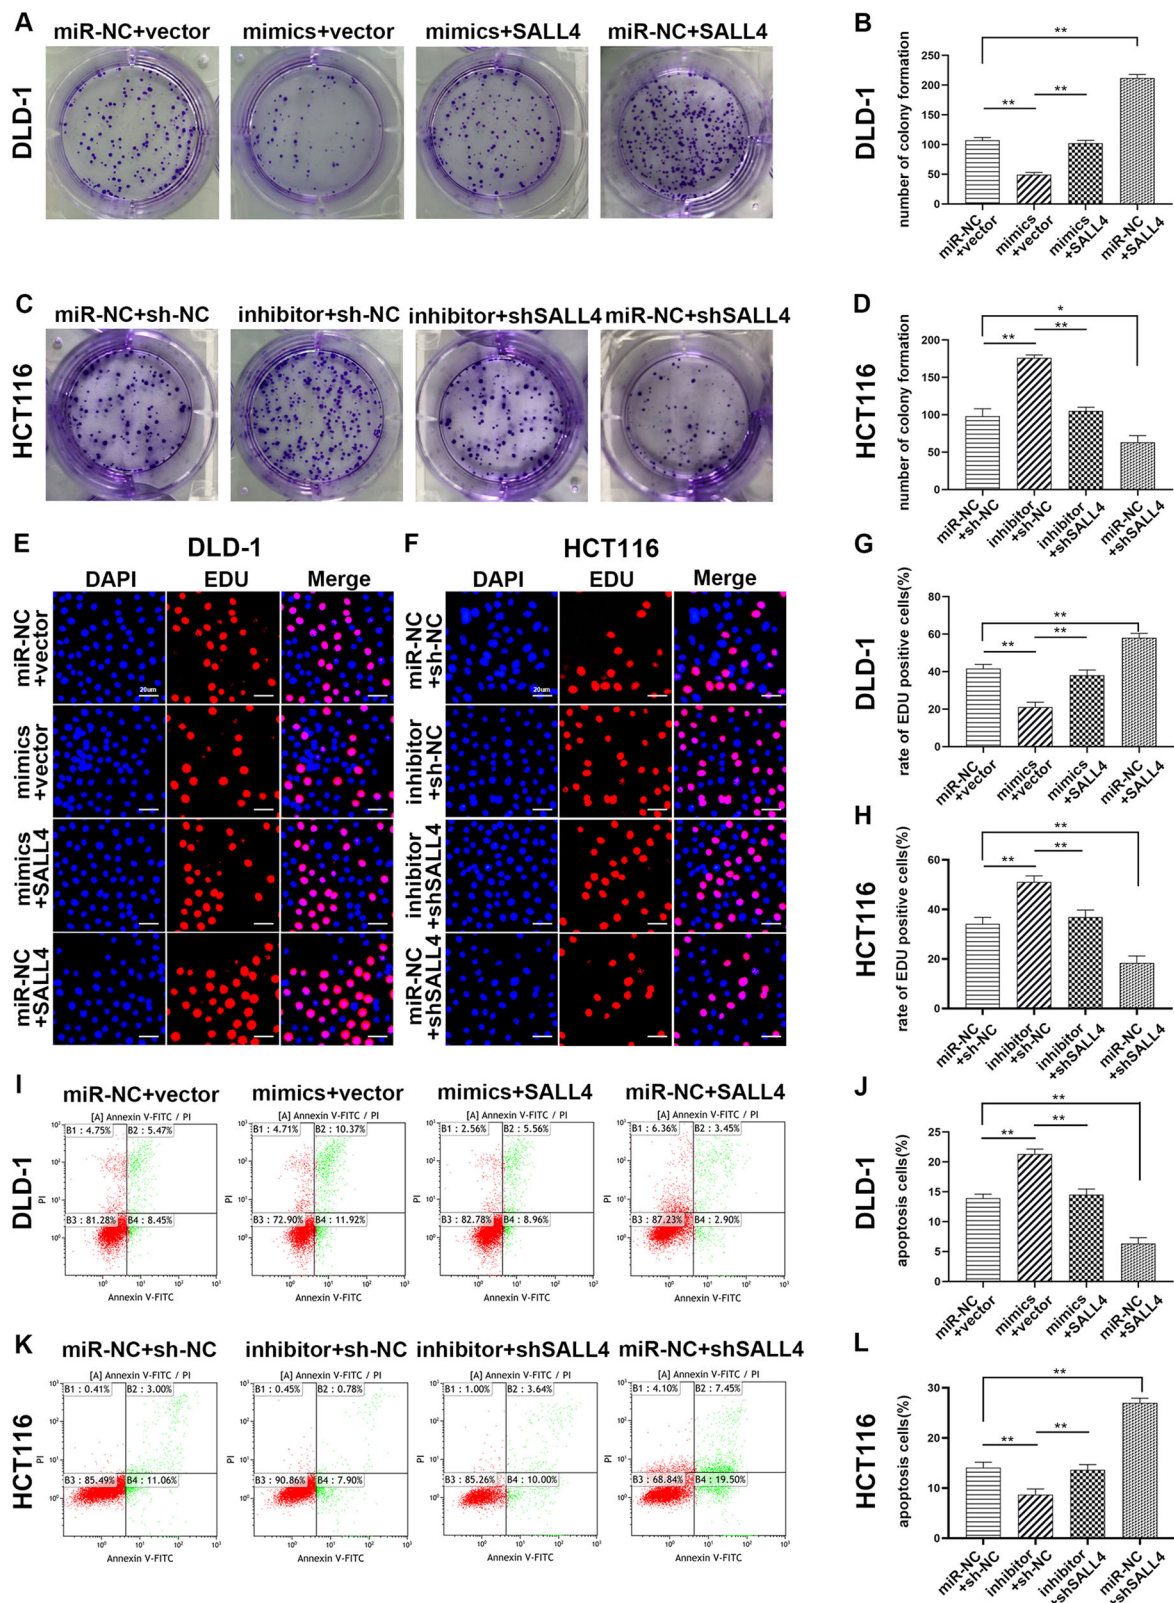 A
miR-NC+vector
mimics+vector
mimics+SALL4
miR-NC+SALL4
DLD-1
B
DLD-1
number of colony formation
250
200
150
100
50
0
**
**
**
miR-NC
+vector
mimics
+vector
mimics
+SALL4
miR-NC
+SALL4
C
miR-NC+sh-NC
inhibitor+sh-NC
inhibitor+shSALL4
miR-NC+shSALL4
HCT116
D
HCT116
number of colony formation
200
150
100
50
0
*
**
**
miR-NC
+sh-NC
inhibitor
+sh-NC
inhibitor
+shSALL4
miR-NC
+shSALL4
E
DLD-1
DAPI
EDU
Merge
miR-NC
+vector
20um
mimics
+vector
mimics
+SALL4
miR-NC
+SALL4
F
HCT116
DAPI
EDU
Merge
miR-NC
+sh-NC
20um
inhibitor
+sh-NC
inhibitor
+shSALL4
miR-NC
+shSALL4
G
DLD-1
rate of EDU positive cells(%)
80
60
40
20
0
**
**
**
miR-NC
+vector
mimics
+vector
mimics
+SALL4
miR-NC
+SALL4
H
HCT116
rate of EDU positive cells(%)
60
40
20
0
**
**
**
miR-NC
+sh-NC
inhibitor
+sh-NC
inhibitor
+shSALL4
miR-NC
+shSALL4
I
DLD-1
miR-NC+vector
[A] Annexin V-FITC / PI
B1 : 4.75%
B2 : 5.47%
B3 : 81.28%
B4 : 8.45%
PI
Annexin V-FITC
mimics+vector
[A] Annexin V-FITC / PI
B1 : 4.71%
B2 : 10.37%
B3 : 72.90%
B4 : 11.92%
PI
Annexin V-FITC
mimics+SALL4
[A] Annexin V-FITC / PI
B1 : 2.56%
B2 : 5.56%
B3 : 82.78%
B4 : 8.96%
PI
Annexin V-FITC
miR-NC+SALL4
[A] Annexin V-FITC / PI
B1 : 6.36%
B2 : 3.45%
B3 : 87.23%
B4 : 2.90%
PI
Annexin V-FITC
J
DLD-1
apoptosis cells(%)
25
20
15
10
5
0
**
**
**
miR-NC
+vector
mimics
+vector
mimics
+SALL4
miR-NC
+SALL4
K
HCT116
miR-NC+sh-NC
[A] Annexin V-FITC / PI
B1 : 0.41%
B2 : 3.00%
B3 : 85.49%
B4 : 11.06%
PI
Annexin V-FITC
inhibitor+sh-NC
[A] Annexin V-FITC / PI
B1 : 0.45%
B2 : 0.78%
B3 : 90.86%
B4 : 7.90%
PI
Annexin V-FITC
inhibitor+shSALL4
[A] Annexin V-FITC / PI
B1 : 1.00%
B2 : 3.64%
B3 : 85.26%
B4 : 10.00%
PI
Annexin V-FITC
miR-NC+shSALL4
[A] Annexin V-FITC / PI
B1 : 4.10%
B2 : 7.45%
B3 : 68.84%
B4 : 19.50%
PI
Annexin V-FITC
L
HCT116
apoptosis cells(%)
30
20
10
0
**
**
**
miR-NC
+sh-NC
inhibitor
+sh-NC
inhibitor
+shSALL4
miR-NC
+shSALL4